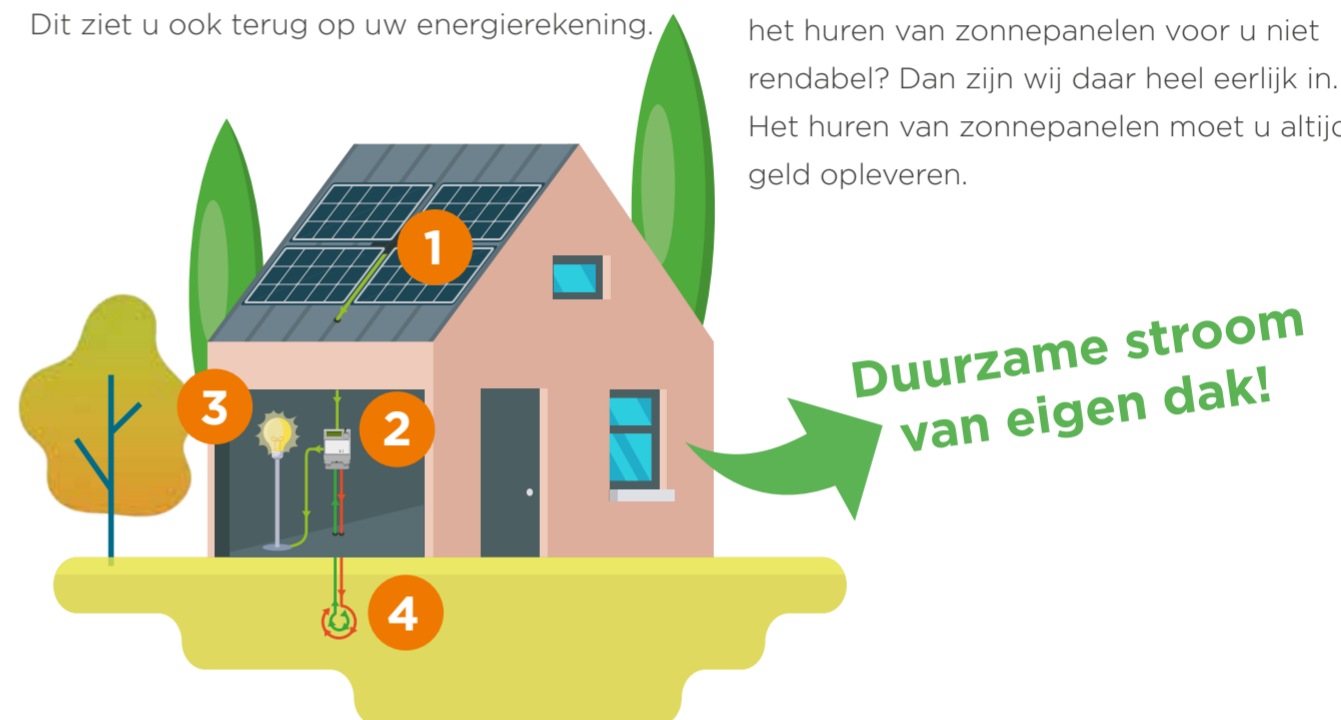 Dit ziet u ook terug op uw energierekening.
het huren van zonnepanelen voor u niet
rendabel? Dan zijn wij daar heel eerlijk in.
Het huren van zonnepanelen moet u
geld opleveren.
1
Duurzame stroom
van eigen dak!
3
2
4